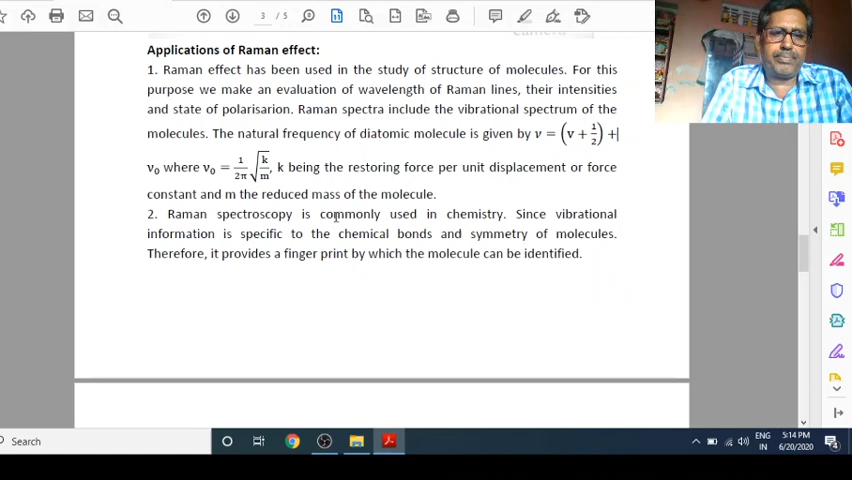 3 / 5
Applications of Raman effect:
1. Raman effect has been used in the study of structure of molecules. For this
purpose we make an evaluation of wavelength of Raman lines, their intensities
and state of polarisarion. Raman spectra include the vibrational spectrum of the
molecules. The natural frequency of diatomic molecule is given by ν = (v + 1/2) +
ν₀ where ν₀ = 1/2π √k/m, k being the restoring force per unit displacement or force
constant and m the reduced mass of the molecule.
2. Raman spectroscopy is commonly used in chemistry. Since vibrational
information is specific to the chemical bonds and symmetry of molecules.
Therefore, it provides a finger print by which the molecule can be identified.
Search
ENG
IN
5:14 PM
6/20/2020
4